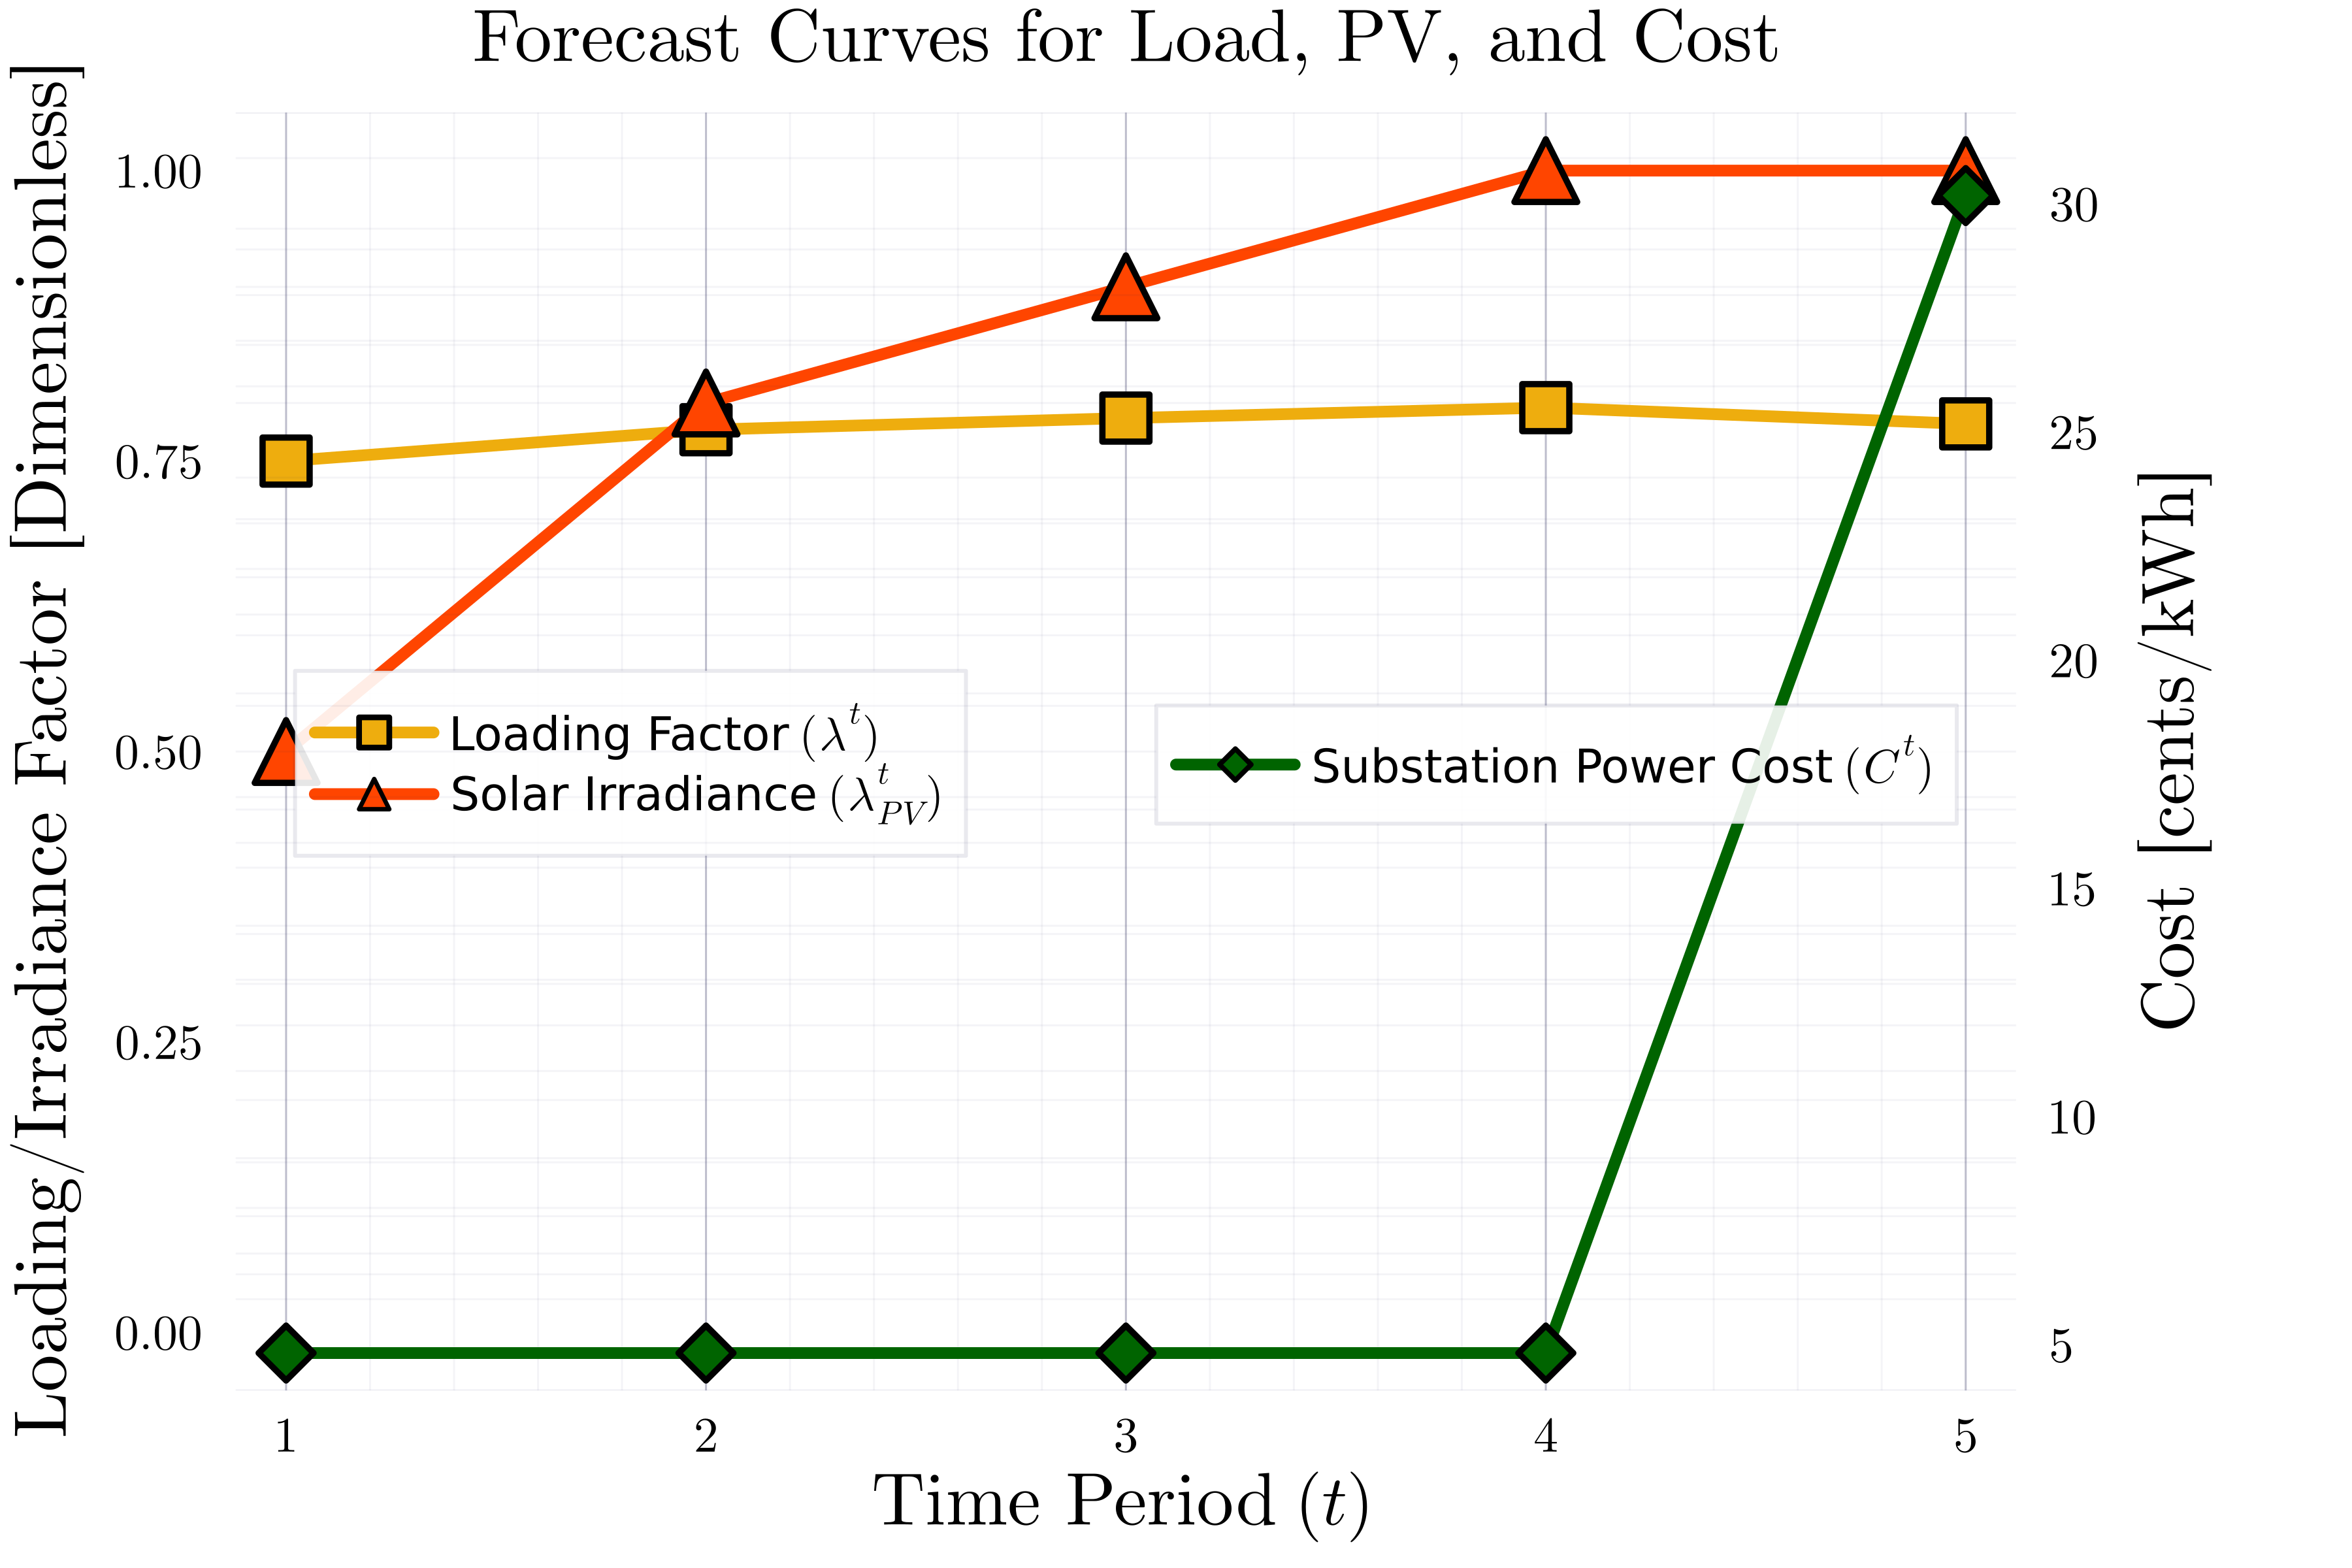 Forecast Curves for Load, PV, and Cost
Loading/Irradiance Factor [Dimensionless]
1.00
0.75
0.50
0.25
0.00
Loading Factor (λ^t)
Solar Irradiance (λ^t_PV)
Substation Power Cost (C^t)
30
25
20
15
10
5
Cost [cents/kWh]
1 2 3 4 5
Time Period (t)